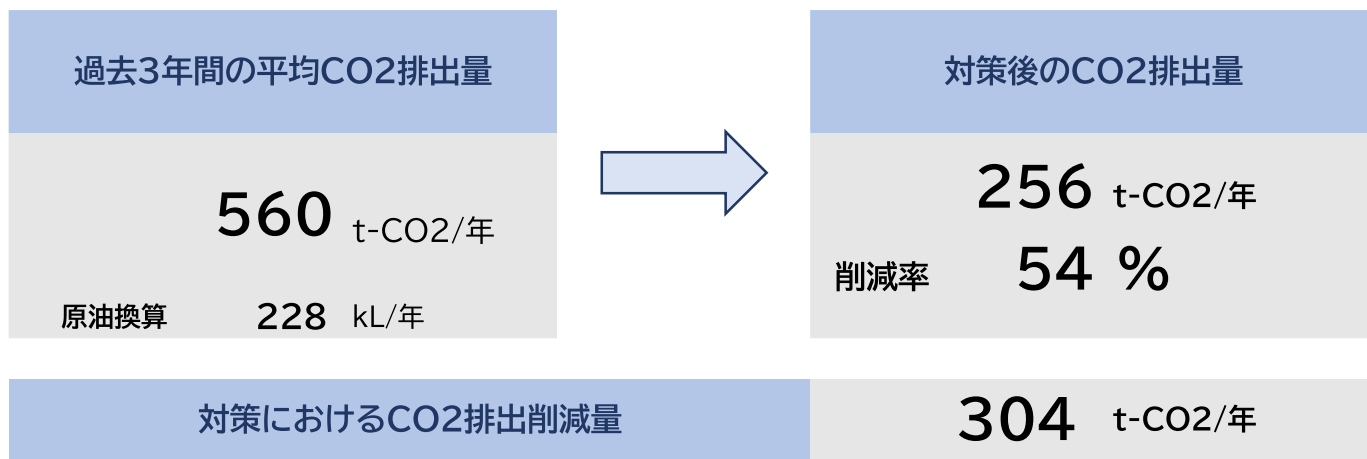 過去3年間の平均CO2排出量
560 t-CO2/年
原油換算 228 kL/年
対策後のCO2排出量
256 t-CO2/年
削減率 54 %
対策におけるCO2排出削減量
304 t-CO2/年